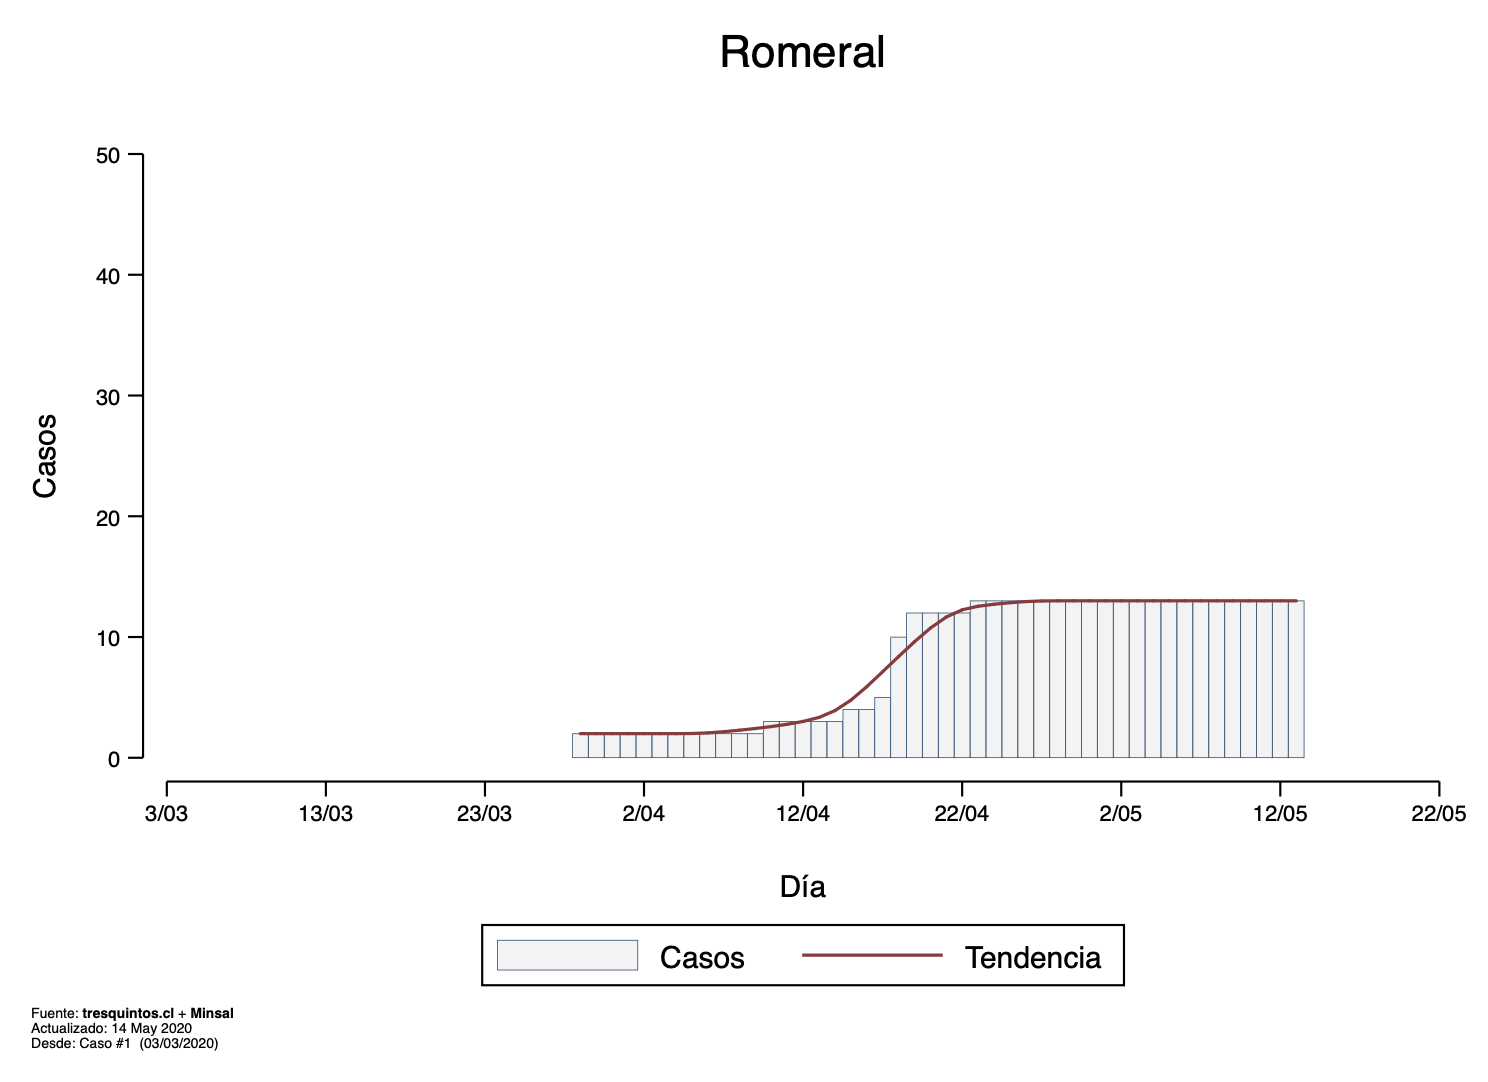 Romeral
50
40
30
20
10
0
Casos
3/03 13/03 23/03 2/04 12/04 22/04 2/05 12/05 22/05
Día
Casos Tendencia
Fuente: tresquintos.cl + Minsal
Actualizado: 14 May 2020
Desde: Caso #1 (03/03/2020)